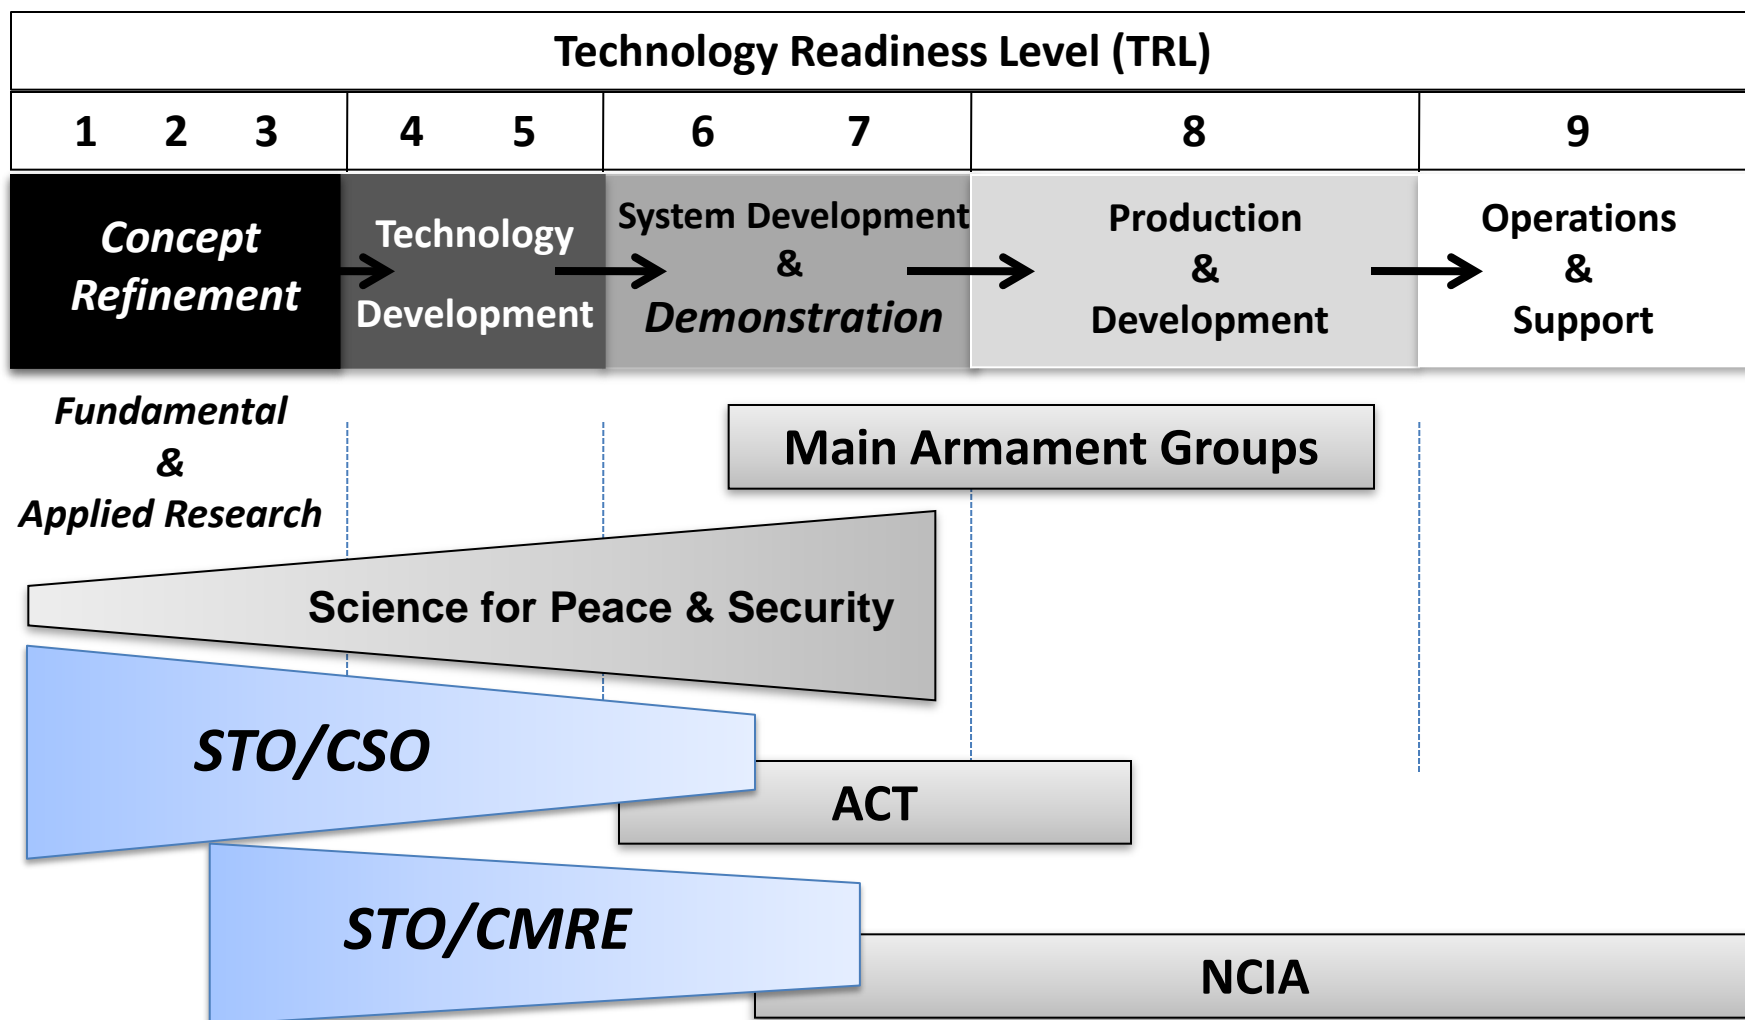 Technology Readiness Level (TRL)
1 2 3 4 5 6 7 8 9
Concept
Refinement
Technology
Development
System Development
&
Demonstration
Production
&
Development
Operations
&
Support
Fundamental
&
Applied Research
Main Armament Groups
Science for Peace & Security
STO/CSO
ACT
STO/CMRE
NCIA